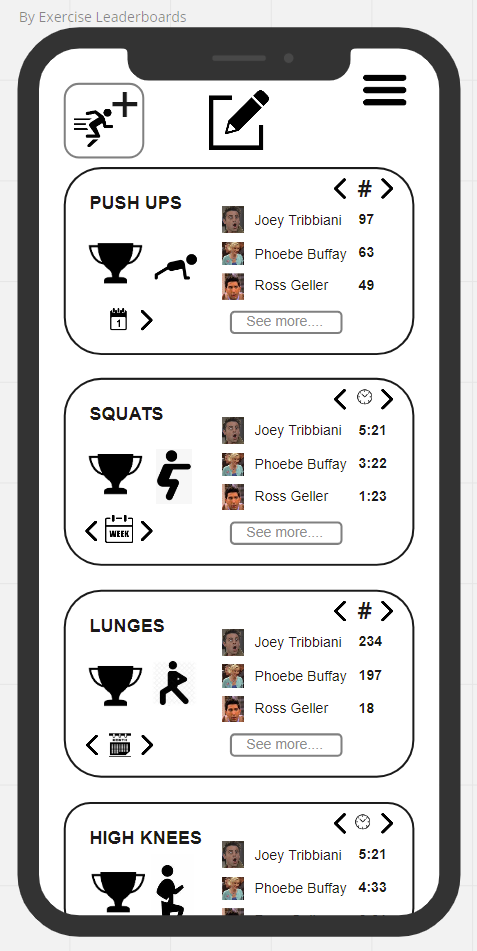 By Exercise Leaderboards
PUSH UPS
#
Joey Tribbiani 97
Phoebe Buffay 63
Ross Geller 49
1
See more....
SQUATS
Joey Tribbiani 5:21
Phoebe Buffay 3:22
Ross Geller 1:23
WEEK
See more....
LUNGES
#
Joey Tribbiani 234
Phoebe Buffay 197
Ross Geller 18
MONTH
See more....
HIGH KNEES
Joey Tribbiani 5:21
Phoebe Buffay 4:33